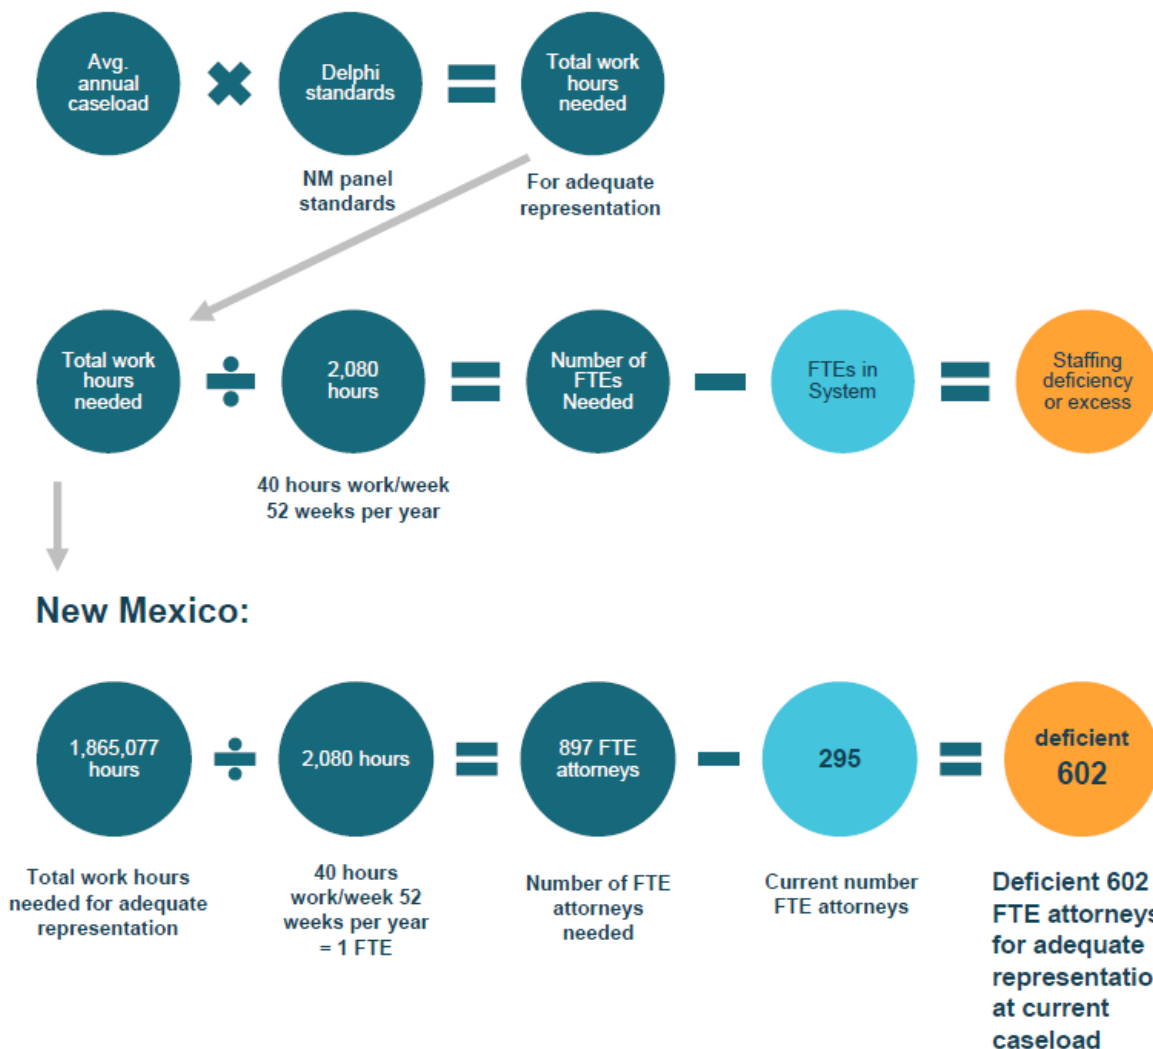 Avg.
annual
caseload
Delphi
standards
Total work
hours
needed
NM panel
standards
For adequate
representation
Total work
hours
needed
2,080
hours
Number of
FTEs
Needed
FTEs in
System
Staffing
deficiency
or excess
40 hours work/week
52 weeks per year
New Mexico:
1,865,077
hours
2,080 hours
897 FTE
attorneys
295
deficient
602
Total work hours
needed for adequate
representation
40 hours
work/week 52
weeks per year
= 1 FTE
Number of FTE
attorneys
needed
Current number
FTE attorneys
Deficient 602
FTE attorneys
for adequate
representatio
at current
caseload